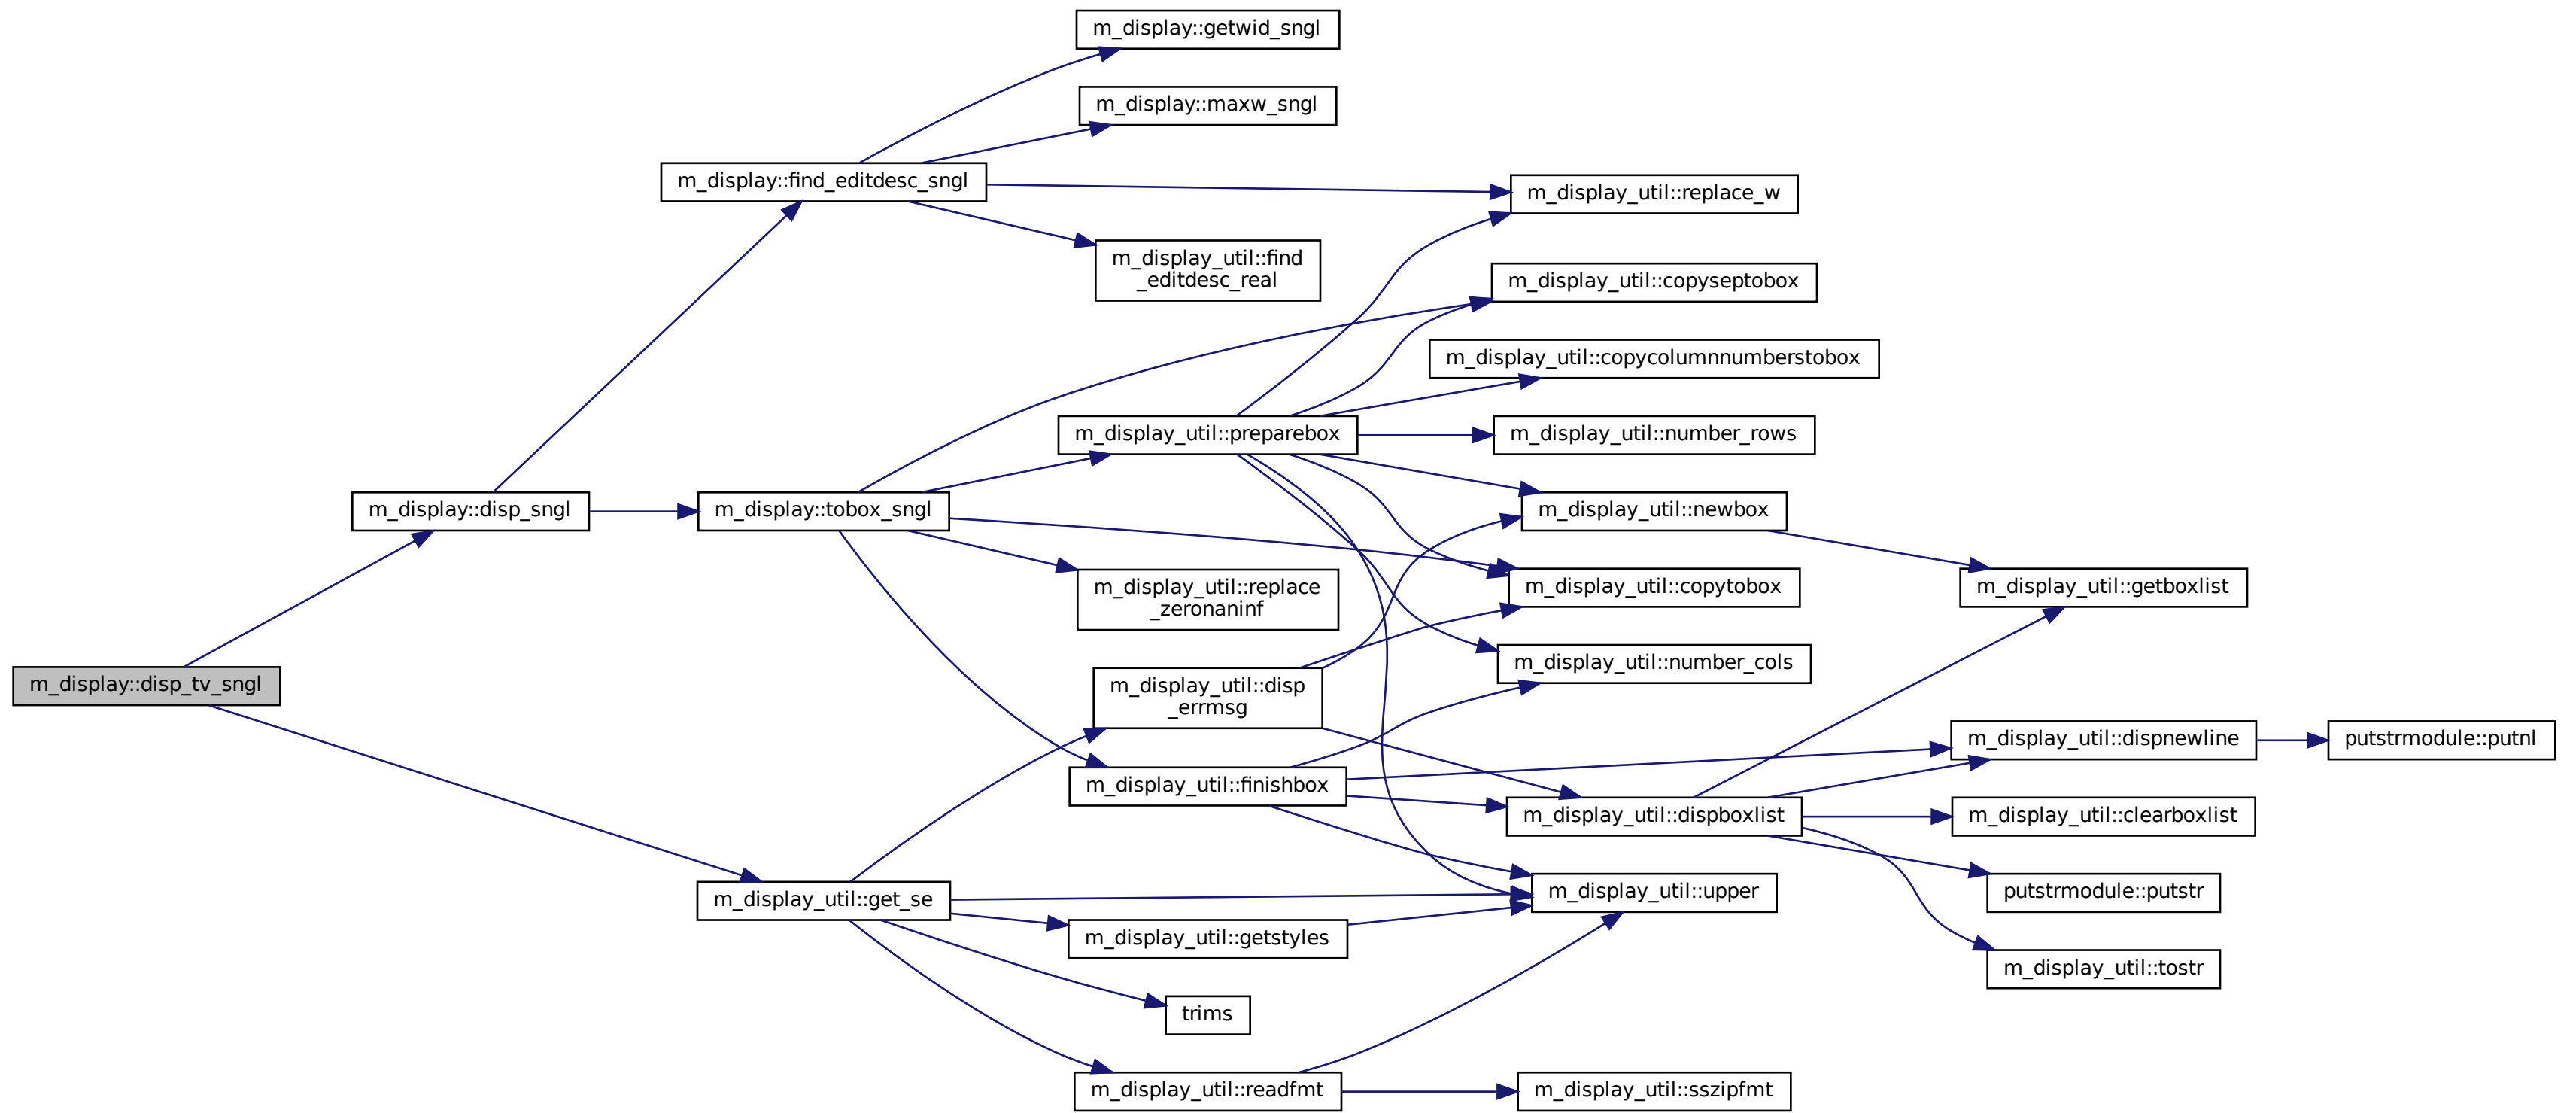 m_display::getwid_sngl
m_display::maxw_sngl
m_display::find_editdesc_sngl
m_display_util::replace_w
m_display_util::find
_editdesc_real
m_display_util::copyseptobox
m_display_util::copycolumnnumberstobox
m_display_util::preparebox
m_display_util::number_rows
m_display::disp_sngl
m_display::tobox_sngl
m_display_util::newbox
m_display_util::replace
_zeronaninf
m_display_util::copytobox
m_display_util::getboxlist
m_display_util::number_cols
m_display::disp_tv_sngl
m_display_util::disp
_errmsg
m_display_util::dispnewline
putstrmodule::putnl
m_display_util::finishbox
m_display_util::dispboxlist
m_display_util::clearboxlist
m_display_util::get_se
m_display_util::upper
putstrmodule::putstr
m_display_util::getstyles
m_display_util::tostr
trims
m_display_util::readfmt
m_display_util::sszipfmt